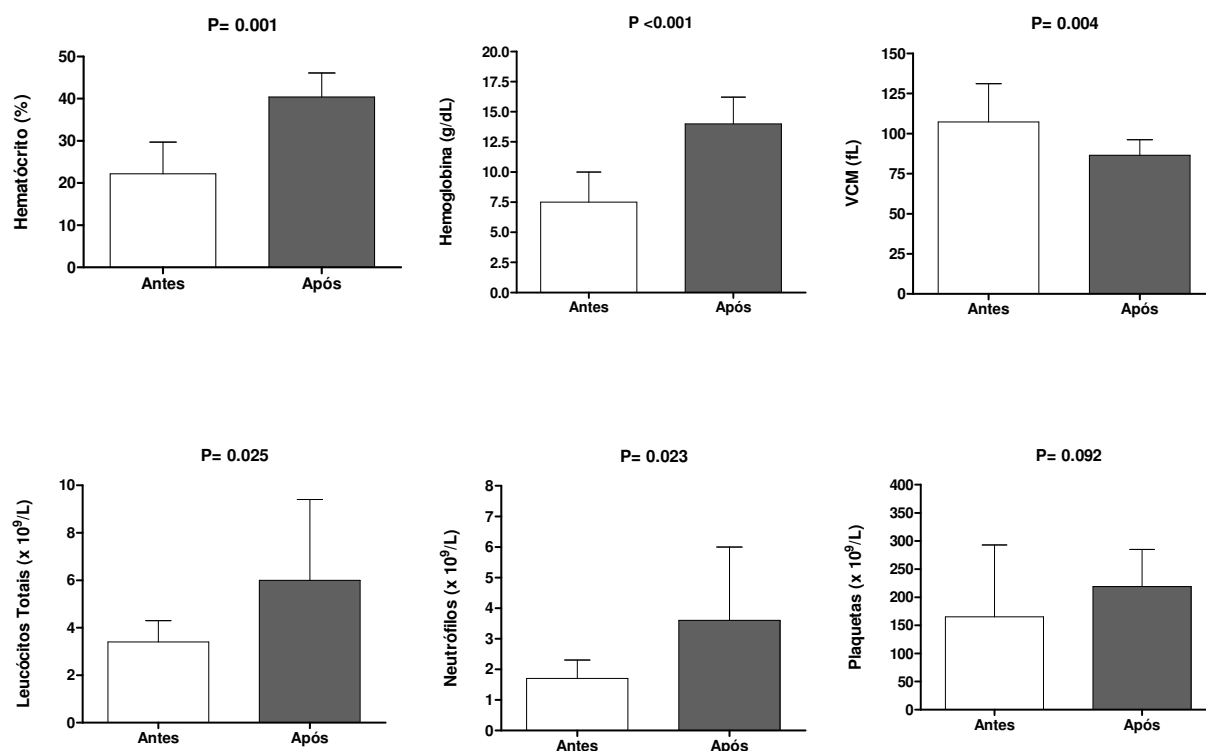 P= 0.001
Hematócrito (%)
50
40
30
20
10
0
Antes
Após
P <0.001
Hemoglobina (g/dL)
20.0
17.5
15.0
12.5
10.0
7.5
5.0
2.5
0.0
Antes
Após
P= 0.004
VCM (fL)
150
125
100
75
50
25
0
Antes
Após
P= 0.025
Leucócitos Totais (x 10⁹/L)
10
8
6
4
2
0
Antes
Após
P= 0.023
Neutrófilos (x 10⁹/L)
8
7
6
5
4
3
2
1
0
Antes
Após
P= 0.092
Plaquetas (x 10⁹/L)
400
350
300
250
200
150
100
50
0
Antes
Após